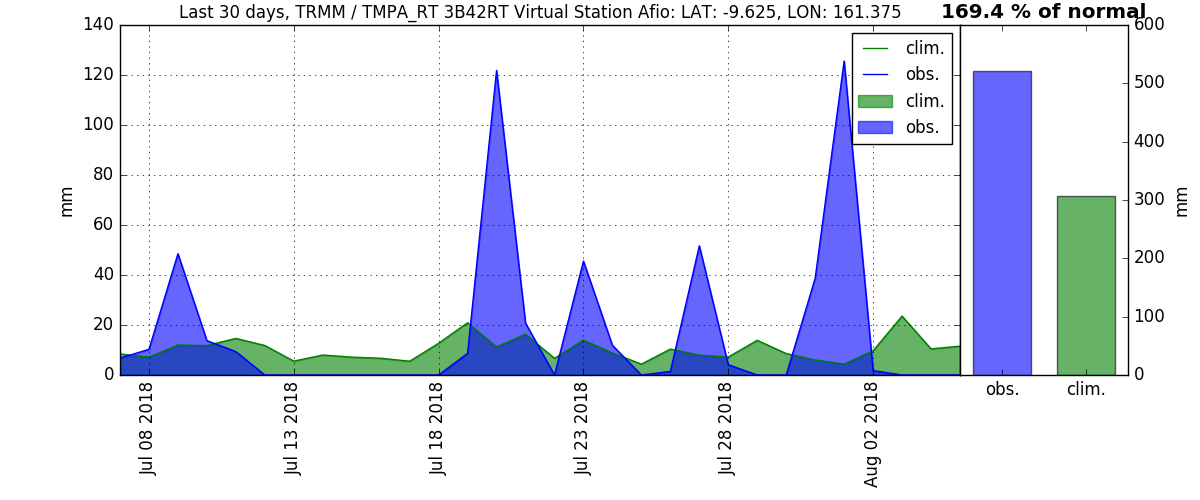 Last 30 days, TRMM / TMPA_RT 3B42RT Virtual Station Afio: LAT: -9.625, LON: 161.375
169.4 % of normal
mm
140
120
100
80
60
40
20
0
clim.
obs.
clim.
obs.
Jul 08 2018
Jul 13 2018
Jul 18 2018
Jul 23 2018
Jul 28 2018
Aug 02 2018
600
500
400
300
200
100
0
mm
obs.
clim.